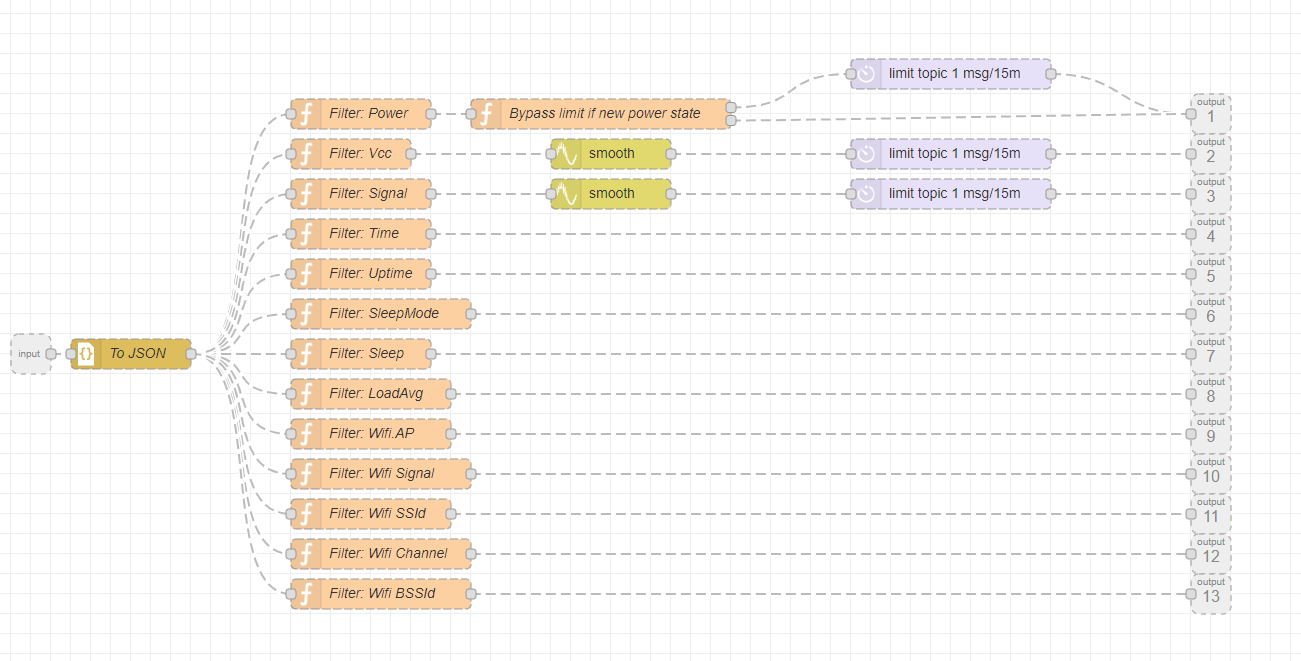 limit topic 1 msg/15m
Filter: Power
Bypass limit if new power state
output
1
Filter: Vcc
smooth
limit topic 1 msg/15m
output
2
Filter: Signal
smooth
limit topic 1 msg/15m
output
3
Filter: Time
output
4
Filter: Uptime
output
5
Filter: SleepMode
output
6
input
{} To JSON
Filter: Sleep
output
7
Filter: LoadAvg
output
8
Filter: Wifi.AP
output
9
Filter: Wifi Signal
output
10
Filter: Wifi SSId
output
11
Filter: Wifi Channel
output
12
Filter: Wifi BSSId
output
13